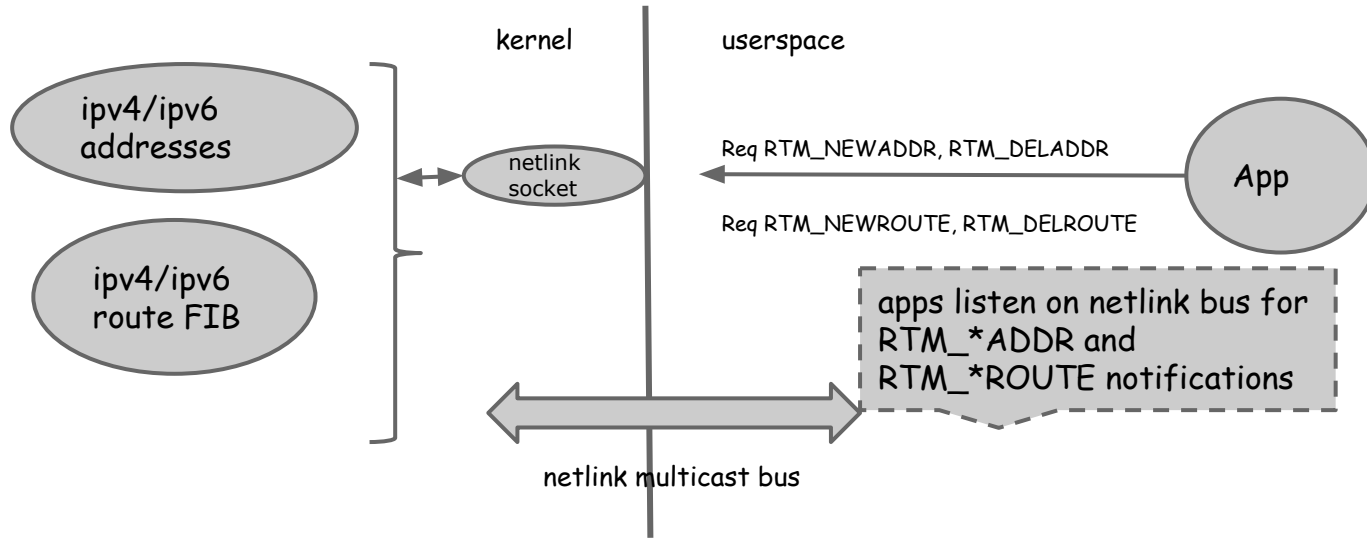 kernel
userspace
ipv4/ipv6
addresses
netlink
socket
Req RTM_NEWADDR, RTM_DELADDR
App
Req RTM_NEWROUTE, RTM_DELROUTE
ipv4/ipv6
route FIB
apps listen on netlink bus for
RTM_*ADDR and
RTM_*ROUTE notifications
netlink multicast bus